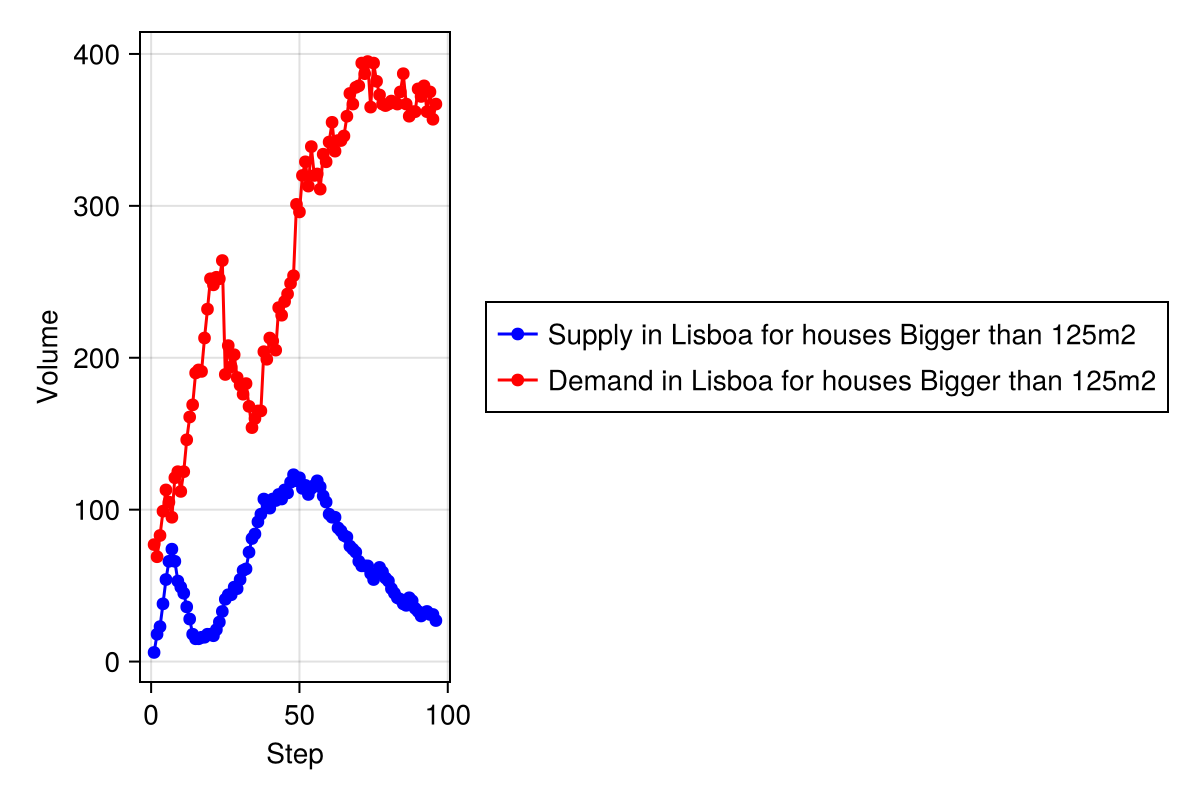 400
300
200
100
0
Volume
0 50 100
Step
Supply in Lisboa for houses Bigger than 125m2
Demand in Lisboa for houses Bigger than 125m2